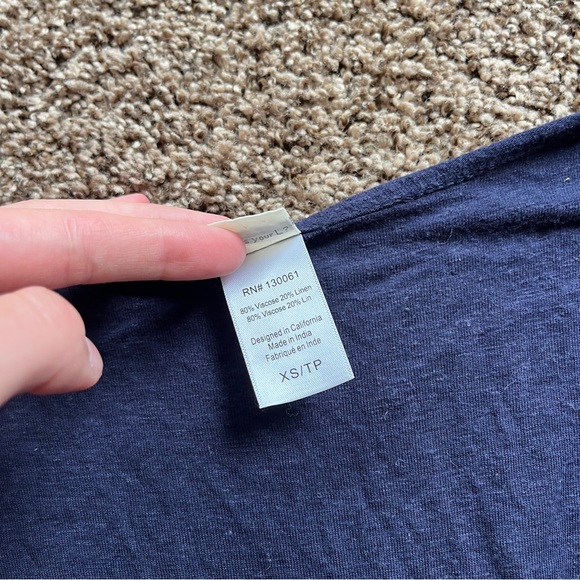 your L?
RN# 130061
80% Viscose 20% Linen
80% Viscose 20% Lin
Designed in California
Made in India
Fabriqué en Inde
XS/TP